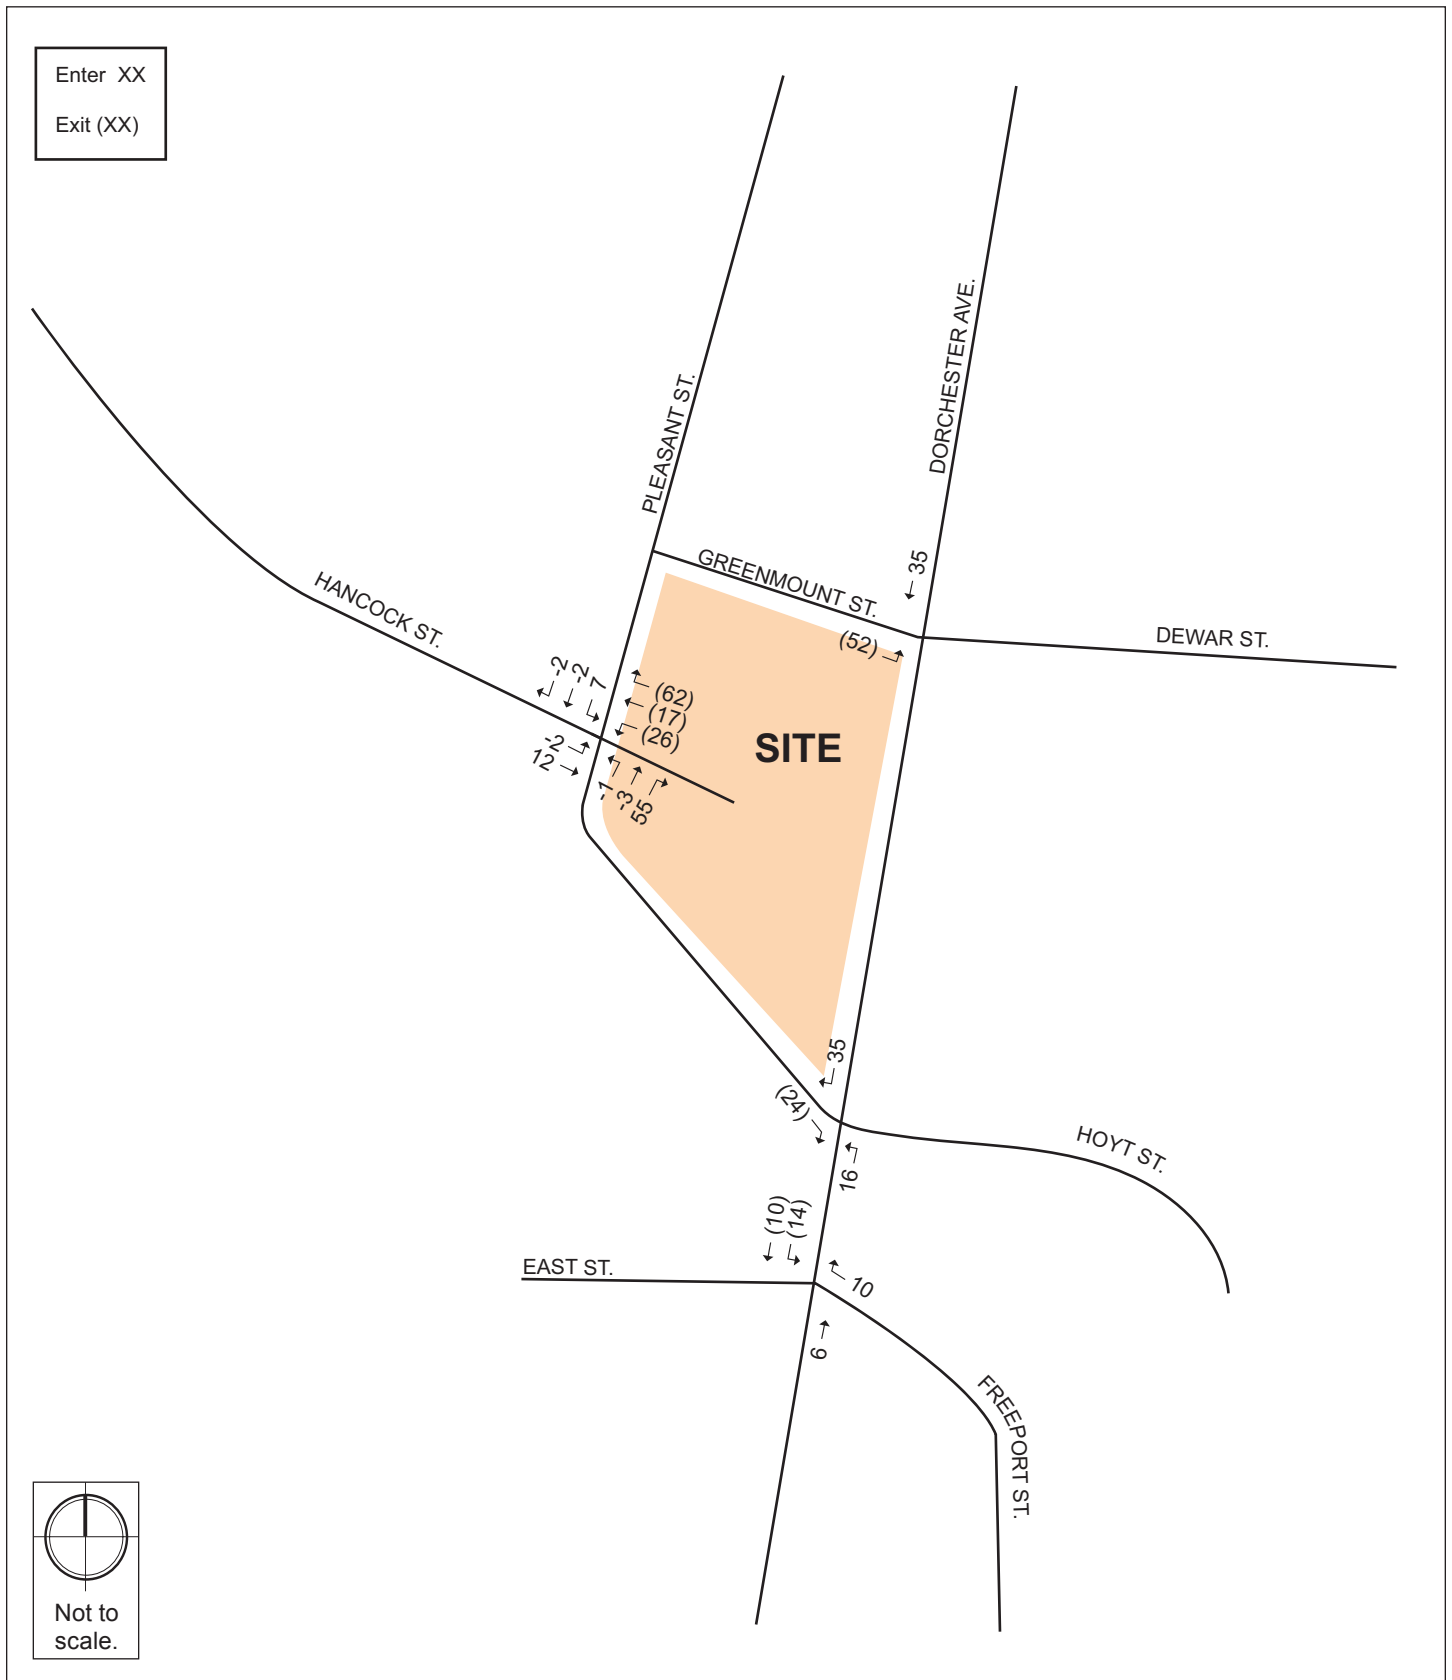 Enter XX
Exit (XX)
PLEASANT ST.
DORCHESTER AVE.
HANCOCK ST.
GREENMOUNT ST.
35
DEWAR ST.
(52)
-2
-2
7
(62)
(17)
(26)
SITE
-2
12
-1
-3
55
35
(24)
HOYT ST.
16
(10)
(14)
EAST ST.
10
6
FREEPORT ST.
Not to
scale.